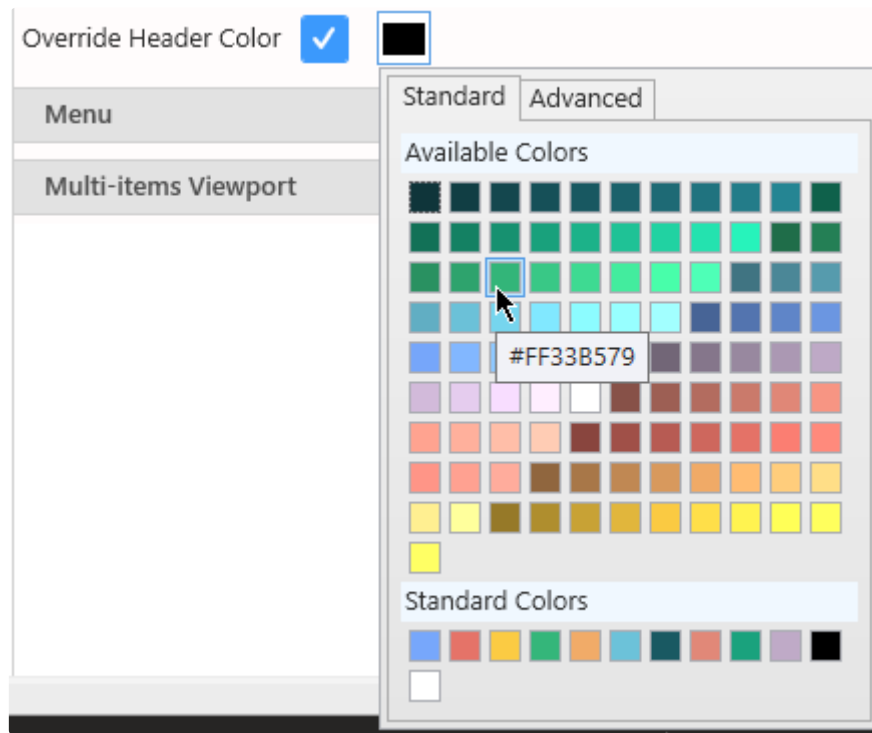 Override Header Color
Standard
Advanced
Menu
Available Colors
Multi-items Viewport
#FF33B579
Standard Colors